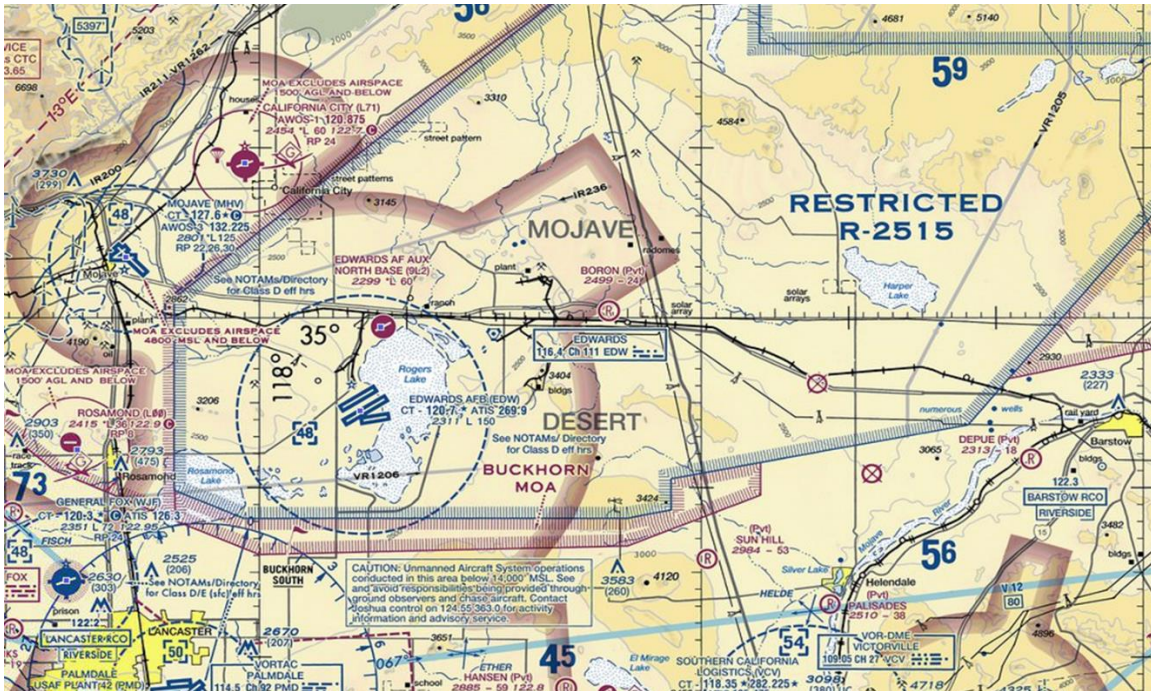 5397'
5203
VICE
s CTC
3.65
6698
13°E
IR211 VR1262
2000
56
MOA EXCLUDES AIRSPACE
1500' AGL AND BELOW
CALIFORNIA CITY (L71)
AWOS-1 120.875
2454 *L 60 122.7 C
RP 24
houses
3310
street pattern
street patterns
California City
3145
3730
(299)
IR200
48
MOJAVE (MHV)
CT - 127.6 ★ C
AWOS-3 132.225
2801 *L 125
RP 22,26,30
Mojave
See NOTAMs/Directory
for Class D eff hrs
2862
plant
MOA EXCLUDES AIRSPACE
4800' MSL AND BELOW
4190
oil
MOA EXCLUDES AIRSPACE
1500' AGL AND BELOW
3206
ROSAMOND (L00)
2415 *L 36 122.9 C
RP 8
2903
(350)
race
track
2793
(475)
Rosamond
73
Rosamond
Lake
GENERAL FOX (WJF)
CT - 120.3 ★ C ATIS 126.3
2351 L 72 122.95
RP 24
FISCH
48
FOX
2630
(303)
prison
122.2
LANCASTER RCO
RIVERSIDE
PALMDALE
USAF PLANT 42 (PMD)
LANCASTER
50
2525
(206)
See NOTAMs/Directory
for Class D/E (sfc) eff hrs
BUCKHORN
SOUTH
2670
(207)
VORTAC
PALMDALE
114.5 Ch 92 PMD
EDWARDS AF AUX
NORTH BASE (9L2)
2299 *L 60
ranch
35°
118°
Rogers
Lake
EDWARDS AFB (EDW)
CT - 120.7 ★ ATIS 269.9
2311 L 150
48
VR1206
IR236
MOJAVE
DESERT
radomes
plant
BORON (Pvt)
2499 - 24
R
solar
array
EDWARDS
116.4 Ch 111 EDW
3404
bldgs
See NOTAMs/ Directory
for Class D eff hrs
BUCKHORN
MOA
3424
CAUTION: Unmanned Aircraft System operations
conducted in this area below 14,000' MSL. See
and avoid responsibilities being provided through
ground observers and chase aircraft. Contact
Joshua control on 124.55 363.0 for activity
information and advisory service.
3583
(260)
4120
3000
3651
school
067°
6
ETHER
HANSEN (Pvt)
2885 - 59 122.8
45
El Mirage
Lake
4681
5140
3500
3000
59
4584
VR1205
RESTRICTED
R-2515
solar
arrays
Harper
Lake
2930
2333
(227)
numerous
wells
rail yard
Barstow
bldgs
DEPUE (Pvt)
2313 - 18
3065
122.3
BARSTOW RCO
RIVERSIDE
15
3482
bldgs
Mojave
River
56
(Pvt)
SUN HILL
2984 - 53
Silver Lake
Helendale
HELDE
(Pvt)
PALISADES
2510 - 38
V 12
80
4896
54
VOR-DME
VICTORVILLE
109.05 CH 27 VCV
SOUTHERN CALIFORNIA
LOGISTICS (VCV)
CT - 118.35 ★ 282.225 ★
3098
4718